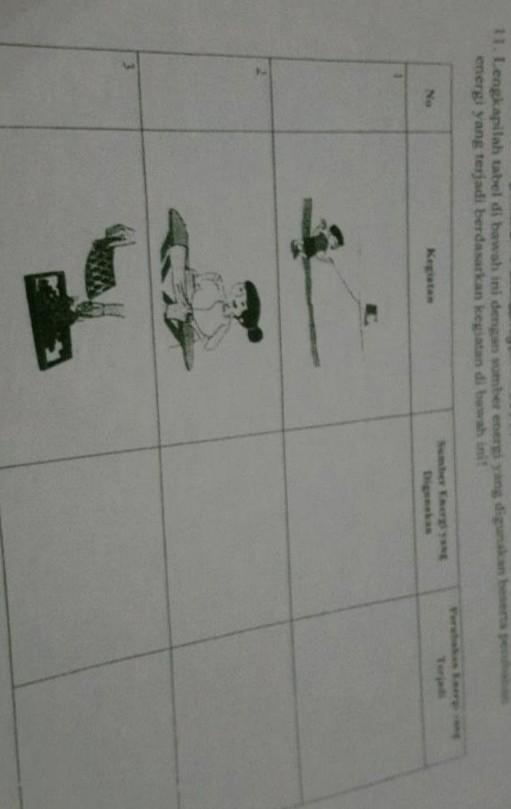 11. Lengkapilah tabel di bawah ini dengan sumber energi yang digunakan beserta perubahan
energi yang terjadi berdasarkan kegiatan di bawah ini!
No
Kegiatan
Sumber Energi yang
Digunakan
Perubahan Energi yang
Terjadi
1
2
3